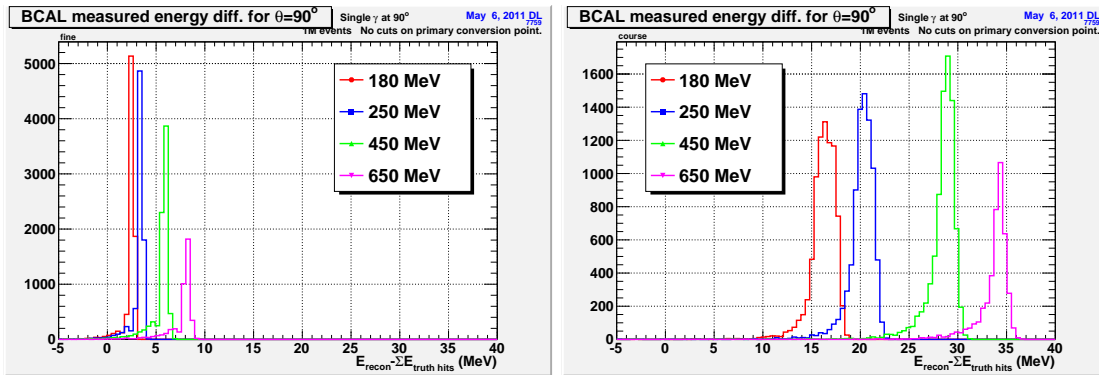 BCAL measured energy diff. for θ=90°
Single γ at 90°
May 6, 2011 DL
7759
1M events No cuts on primary conversion point.
fine
5000
4000
3000
2000
1000
0
180 MeV
250 MeV
450 MeV
650 MeV
-5 0 5 10 15 20 25 30 35 40
E_recon-ΣE_truth hits (MeV)
BCAL measured energy diff. for θ=90°
Single γ at 90°
May 6, 2011 DL
7759
1M events No cuts on primary conversion point.
course
1600
1400
1200
1000
800
600
400
200
0
180 MeV
250 MeV
450 MeV
650 MeV
-5 0 5 10 15 20 25 30 35 40
E_recon-ΣE_truth hits (MeV)